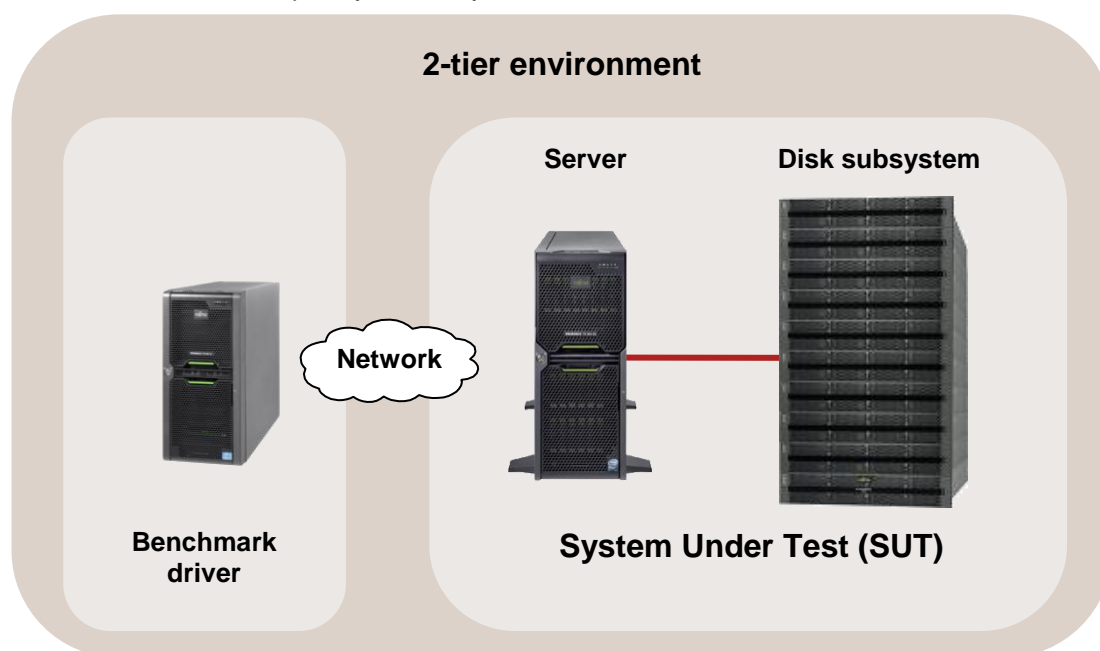 2-tier environment
Server
Disk subsystem
Network
Benchmark
driver
System Under Test (SUT)